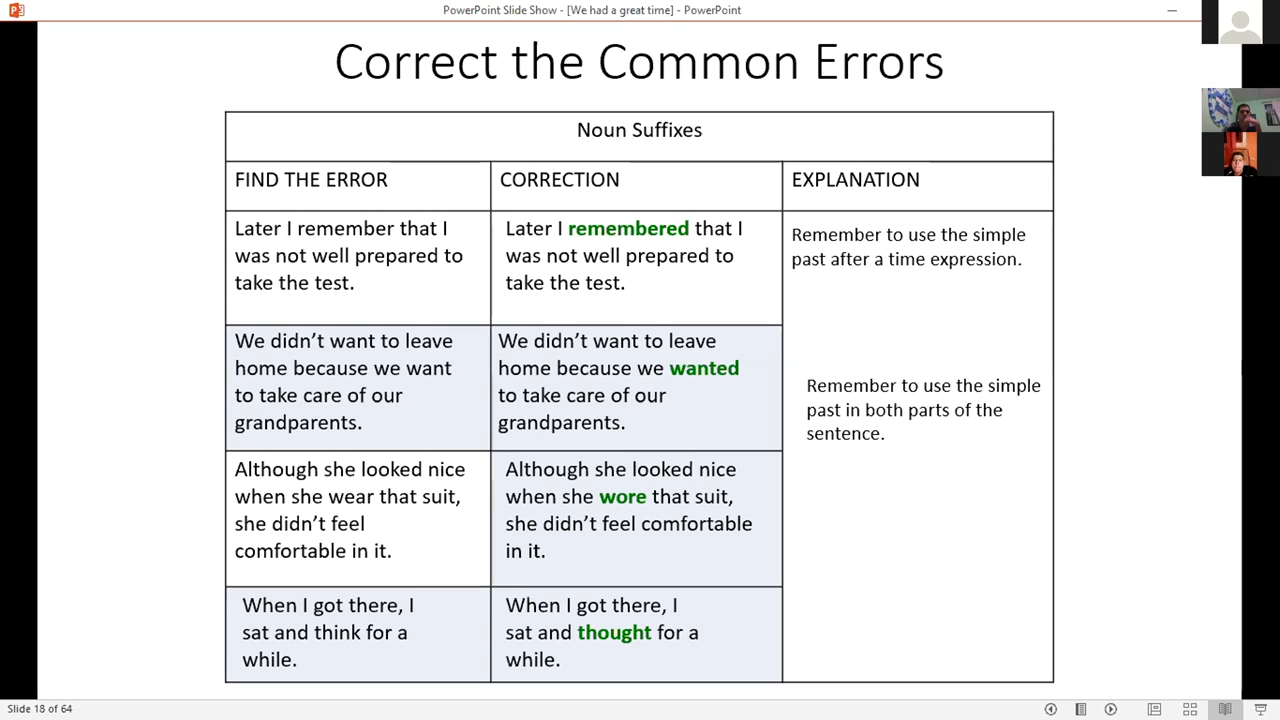 PowerPoint Slide Show - [We had a great time] - PowerPoint
Correct the Common Errors
Noun Suffixes
FIND THE ERROR
CORRECTION
EXPLANATION
Later I remember that I
was not well prepared to
take the test.
Later I remembered that I
was not well prepared to
take the test.
Remember to use the simple
past after a time expression.
We didn’t want to leave
home because we want
to take care of our
grandparents.
We didn’t want to leave
home because we wanted
to take care of our
grandparents.
Remember to use the simple
past in both parts of the
sentence.
Although she looked nice
when she wear that suit,
she didn’t feel
comfortable in it.
Although she looked nice
when she wore that suit,
she didn’t feel comfortable
in it.
When I got there, I
sat and think for a
while.
When I got there, I
sat and thought for a
while.
Slide 18 of 64